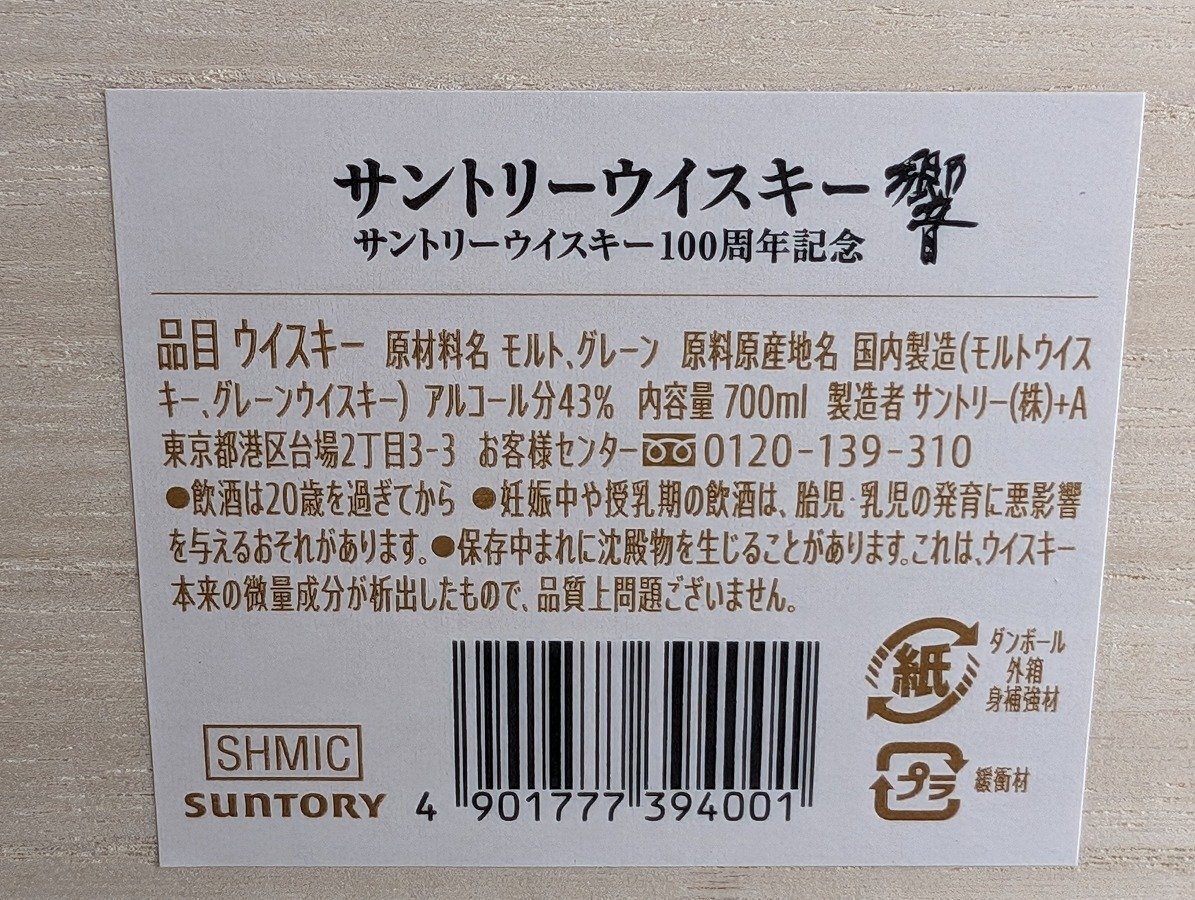 サントリーウイスキー響
サントリーウイスキー100周年記念
品目 ウイスキー 原材料名 モルト、グレーン 原料原産地名 国内製造(モルトウイス
キー、グレーンウイスキー) アルコール分43% 内容量 700ml 製造者 サントリー(株)+A
東京都港区台場2丁目3-3 お客様センター 0120-139-310
●飲酒は20歳を過ぎてから ●妊娠中や授乳期の飲酒は、胎児・乳児の発育に悪影響
を与えるおそれがあります。●保存中まれに沈殿物を生じることがあります。これは、ウイスキー
本来の微量成分が析出したもので、品質上問題ございません。
紙
ダンボール
外箱
身補強材
SHMIC
SUNTORY
4 901777 394001
プラ
緩衝材